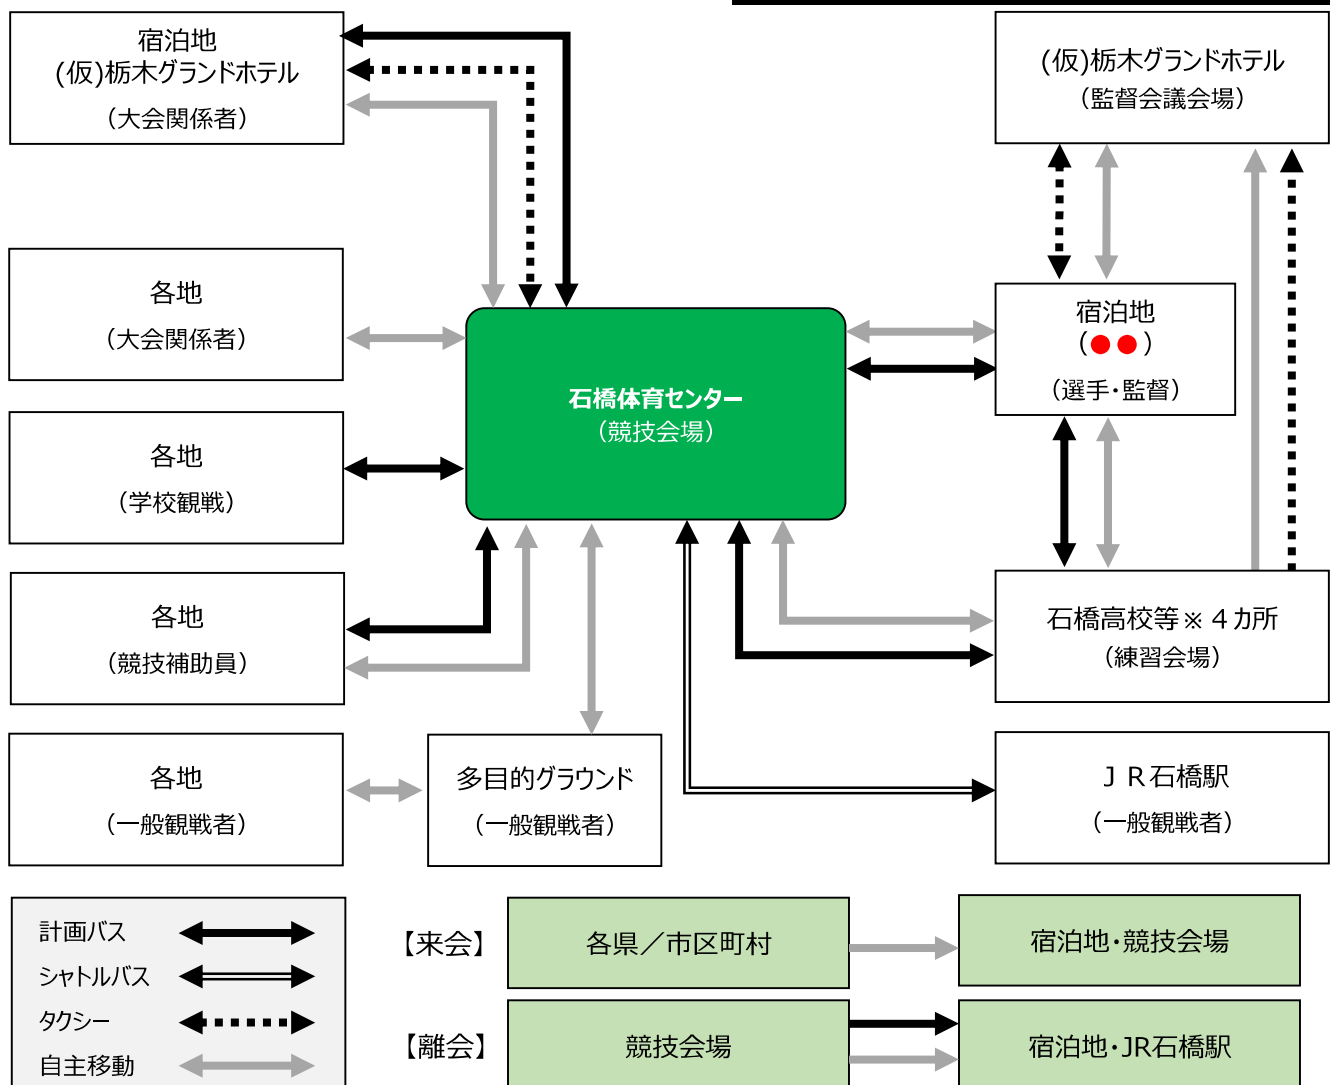 宿泊地
(仮)栃木グランドホテル
（大会関係者）
(仮)栃木グランドホテル
（監督会議会場）
各地
（大会関係者）
宿泊地
（●●）
（選手・監督）
石橋体育センター
（競技会場）
各地
（学校観戦）
各地
（競技補助員）
石橋高校等※４カ所
（練習会場）
各地
（一般観戦者）
多目的グラウンド
（一般観戦者）
ＪＲ石橋駅
（一般観戦者）
計画バス
シャトルバス
タクシー
自主移動
【来会】
各県／市区町村
宿泊地・競技会場
【離会】
競技会場
宿泊地・JR石橋駅